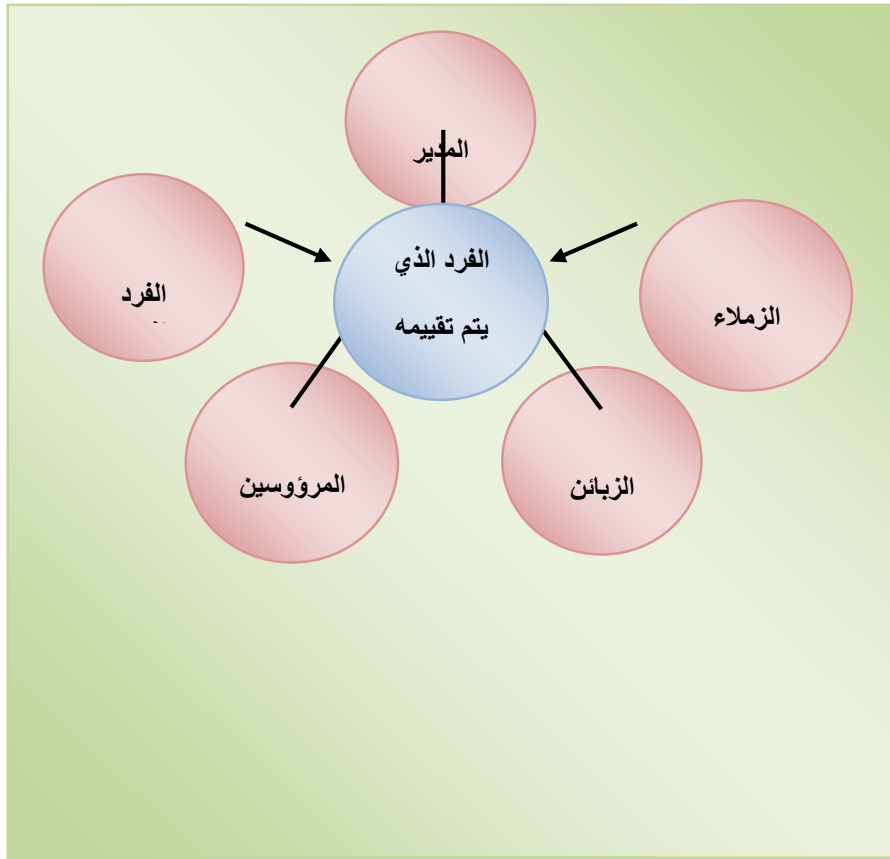 المدير
الفرد الذي
يتم تقييمه
الزملاء
الفرد
الزبائن
المرؤوسين